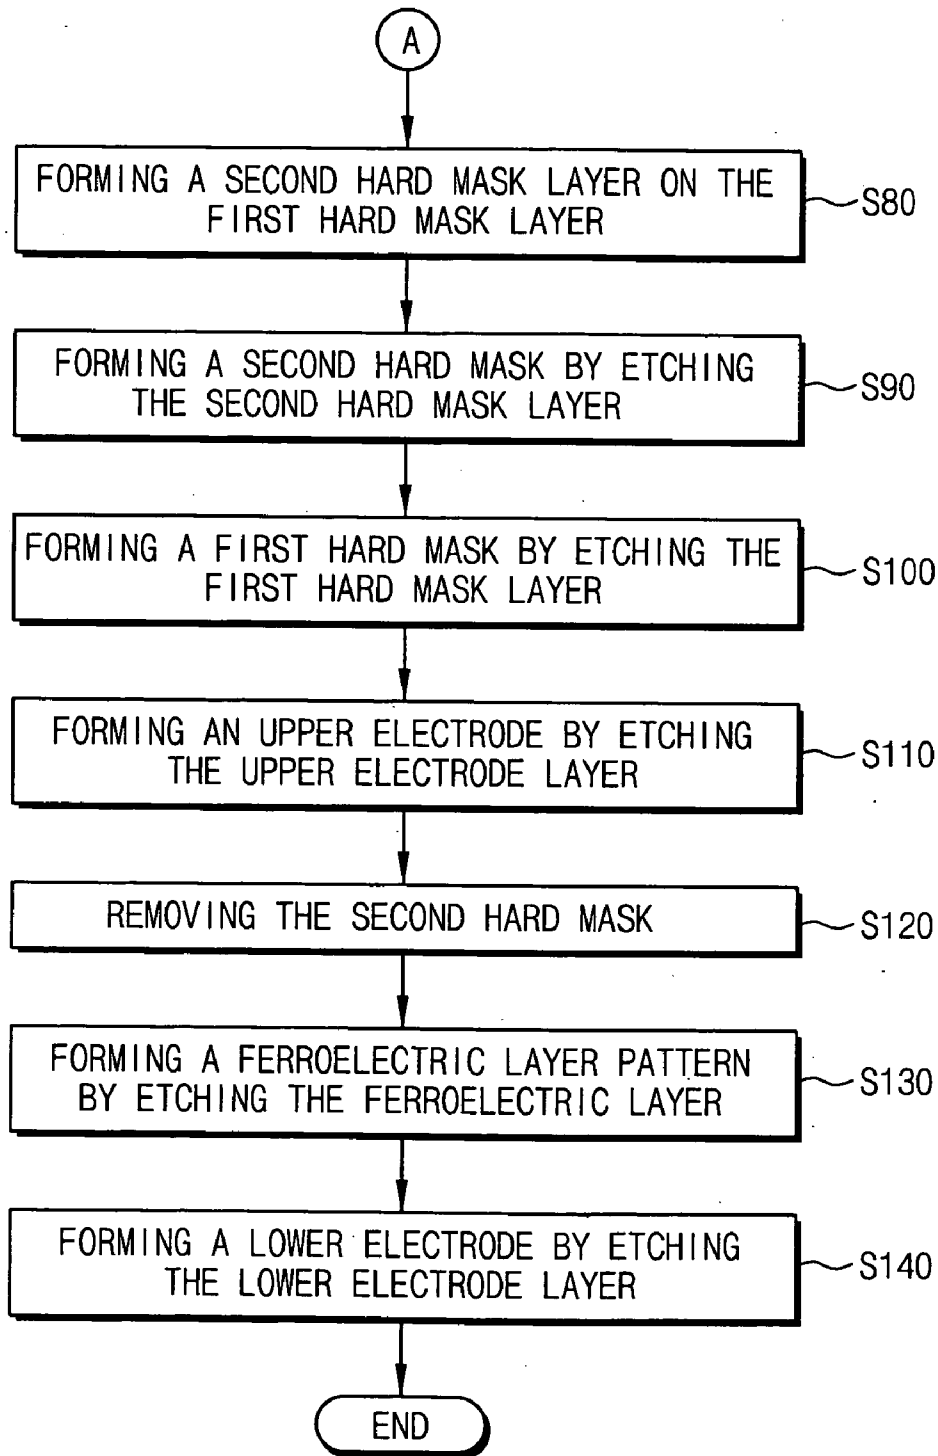 A
FORMING A SECOND HARD MASK LAYER ON THE
FIRST HARD MASK LAYER
S80
FORMING A SECOND HARD MASK BY ETCHING
THE SECOND HARD MASK LAYER
S90
FORMING A FIRST HARD MASK BY ETCHING THE
FIRST HARD MASK LAYER
S100
FORMING AN UPPER ELECTRODE BY ETCHING
THE UPPER ELECTRODE LAYER
S110
REMOVING THE SECOND HARD MASK
S120
FORMING A FERROELECTRIC LAYER PATTERN
BY ETCHING THE FERROELECTRIC LAYER
S130
FORMING A LOWER ELECTRODE BY ETCHING
THE LOWER ELECTRODE LAYER
S140
END